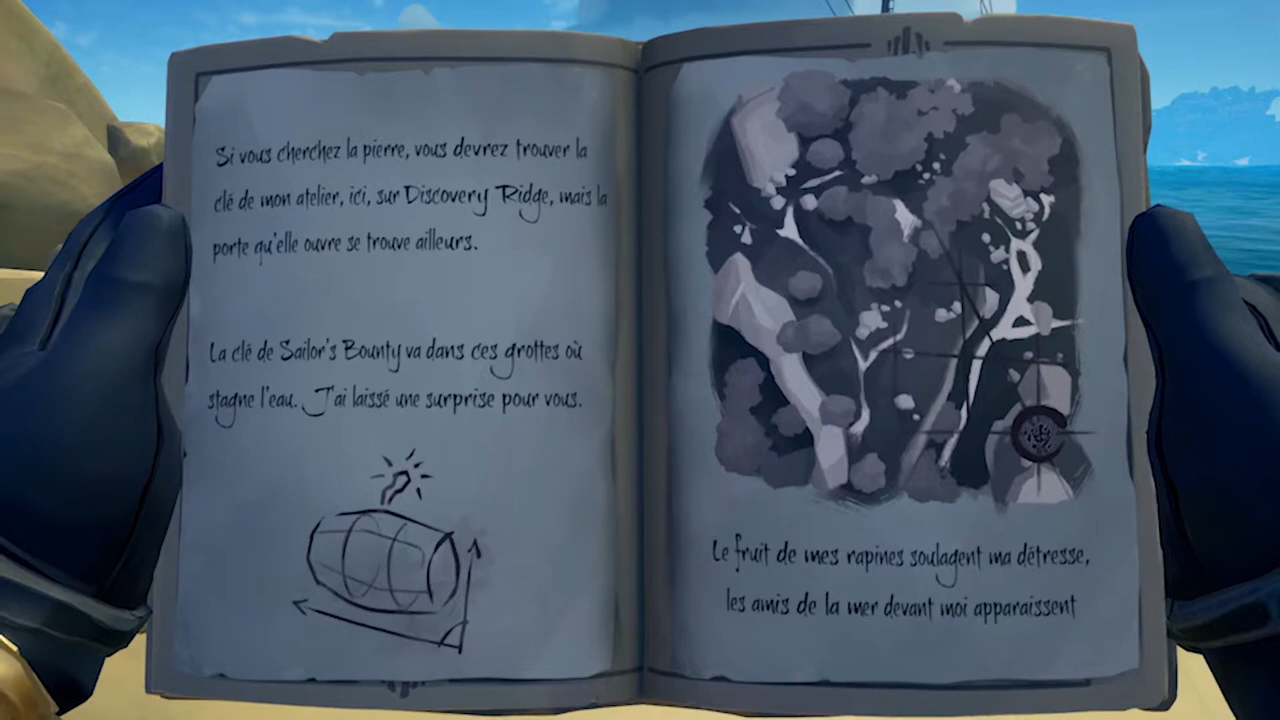 Si vous cherchez la pierre, vous devrez trouver la
clé de mon atelier, ici, sur Discovery Ridge, mais la
porte qu'elle ouvre se trouve ailleurs.
La clé de Sailor's Bounty va dans ces grottes où
stagne l'eau. J'ai laissé une surprise pour vous.
Le fruit de mes rapines soulagent ma détresse,
les amis de la mer devant moi apparaissent